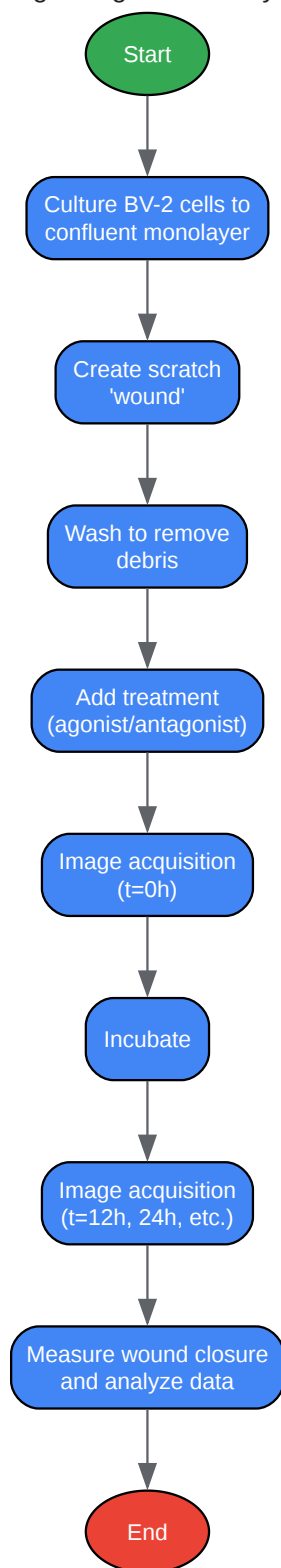 Start
Culture BV-2 cells to
confluent monolayer
Create scratch
'wound'
Wash to remove
debris
Add treatment
(agonist/antagonist)
Image acquisition
(t=0h)
Incubate
Image acquisition
(t=12h, 24h, etc.)
Measure wound closure
and analyze data
End